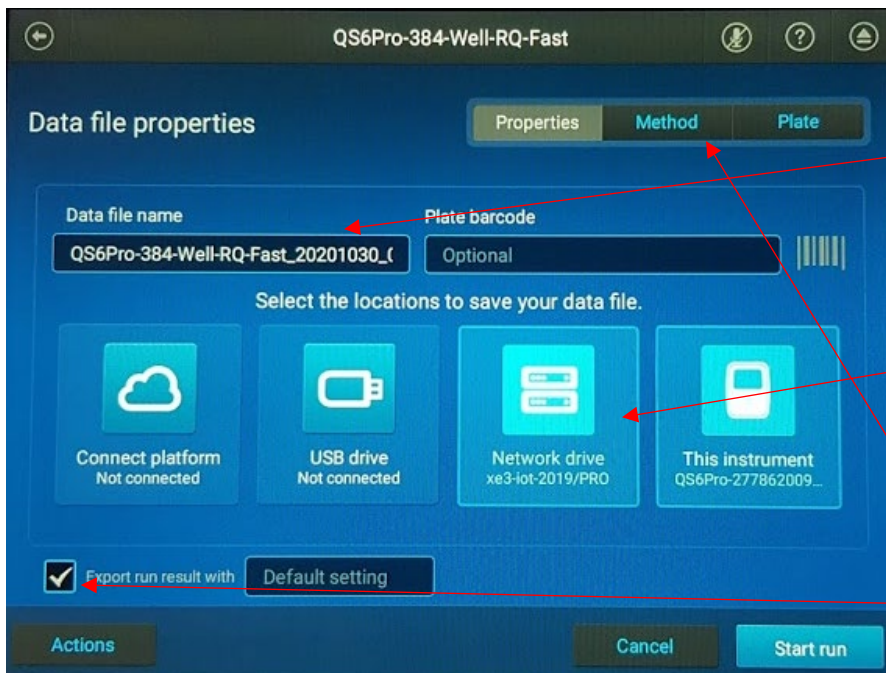 QS6Pro-384-Well-RQ-Fast
Data file properties
Properties Method Plate
Data file name
Plate barcode
QS6Pro-384-Well-RQ-Fast_20201030_(
Optional
Select the locations to save your data file.
Connect platform
Not connected
USB drive
Not connected
Network drive
xe3-iot-2019/PRO
This instrument
QS6Pro-277862009...
Export run result with Default setting
Actions Cancel Start run